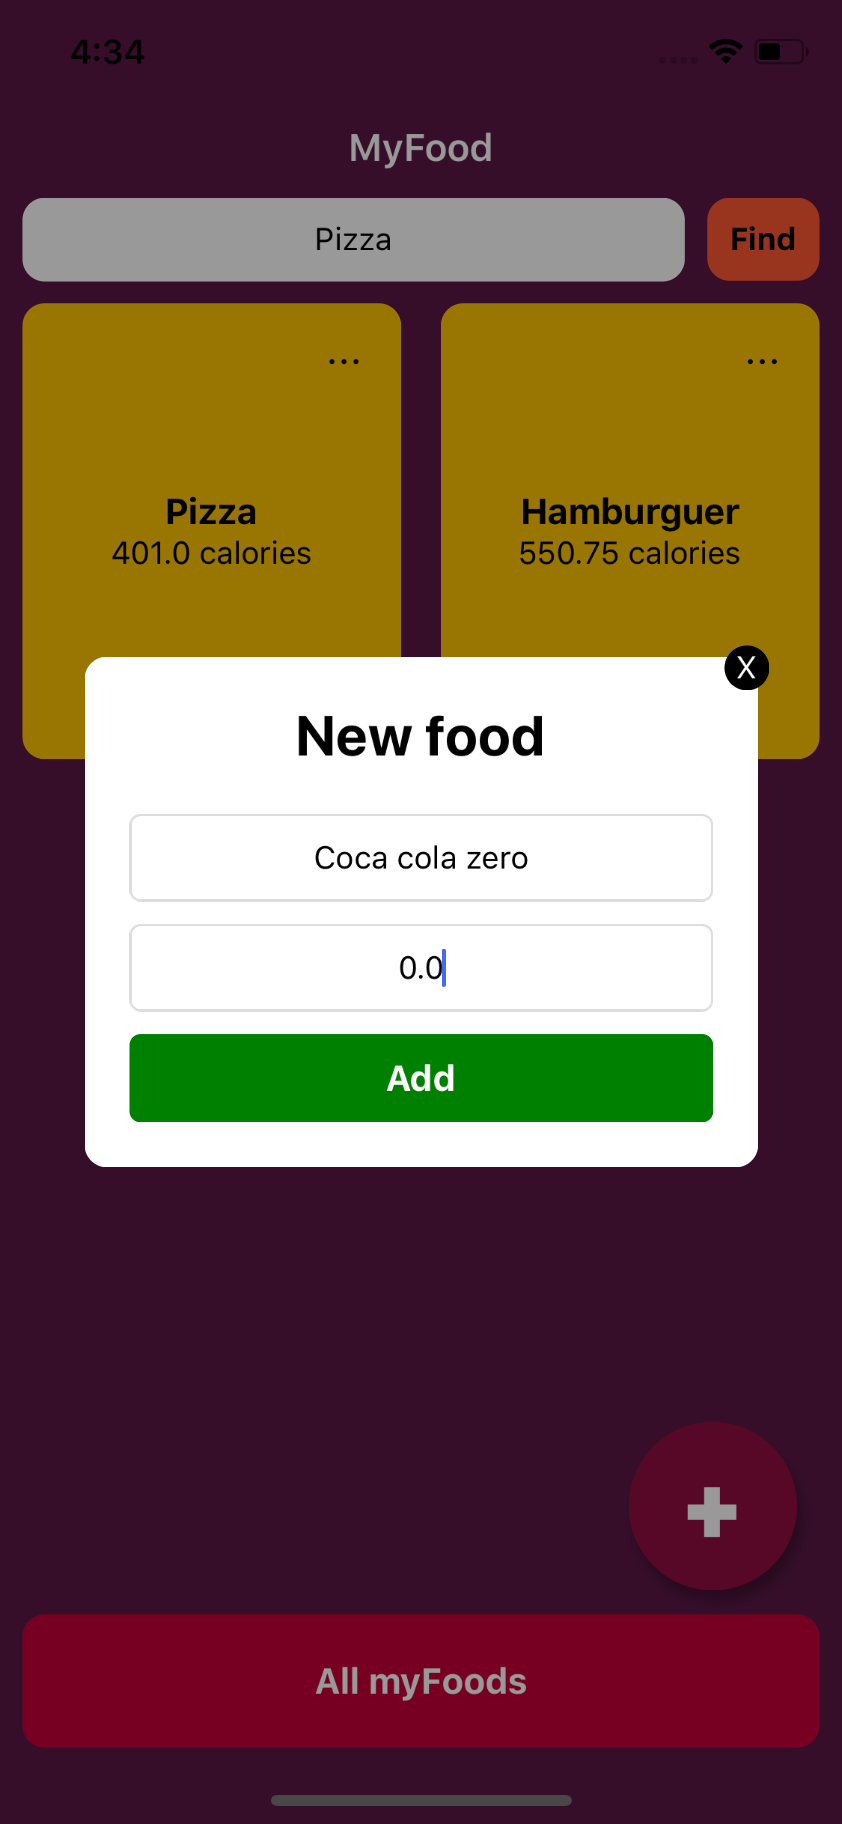 4:34
MyFood
Pizza
Find
...
...
Pizza
401.0 calories
Hamburguer
550.75 calories
X
New food
Coca cola zero
0.0
Add
All myFoods